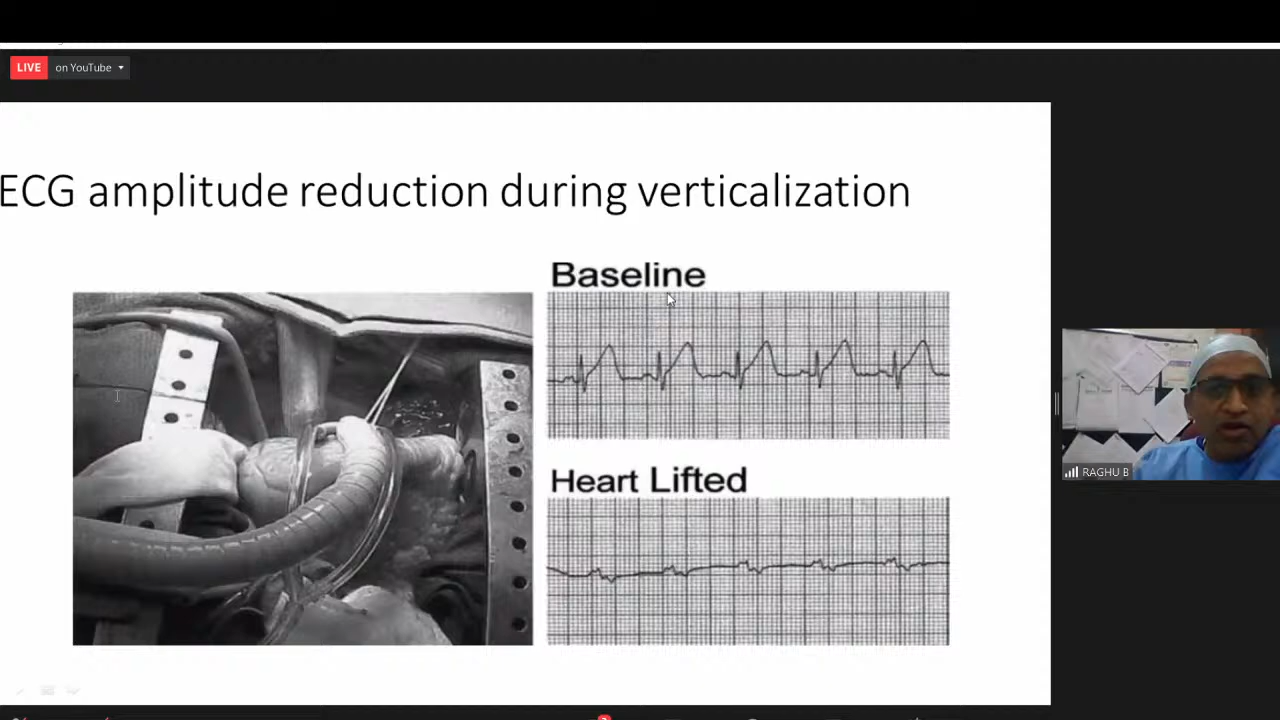 LIVE on YouTube
ECG amplitude reduction during verticalization
Baseline
Heart Lifted
RAGHU B